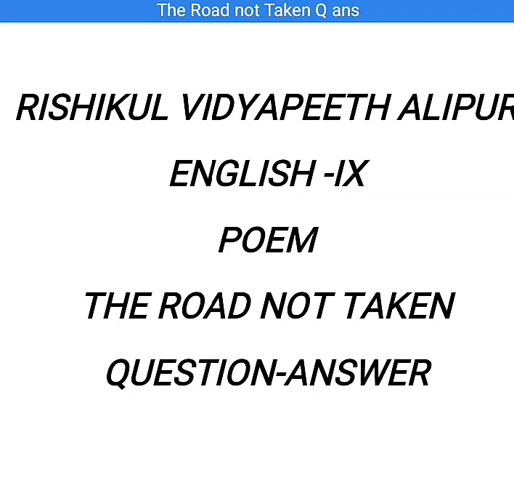 The Road not Taken Q ans
RISHIKUL VIDYAPEETH ALIPUR
ENGLISH -IX
POEM
THE ROAD NOT TAKEN
QUESTION-ANSWER